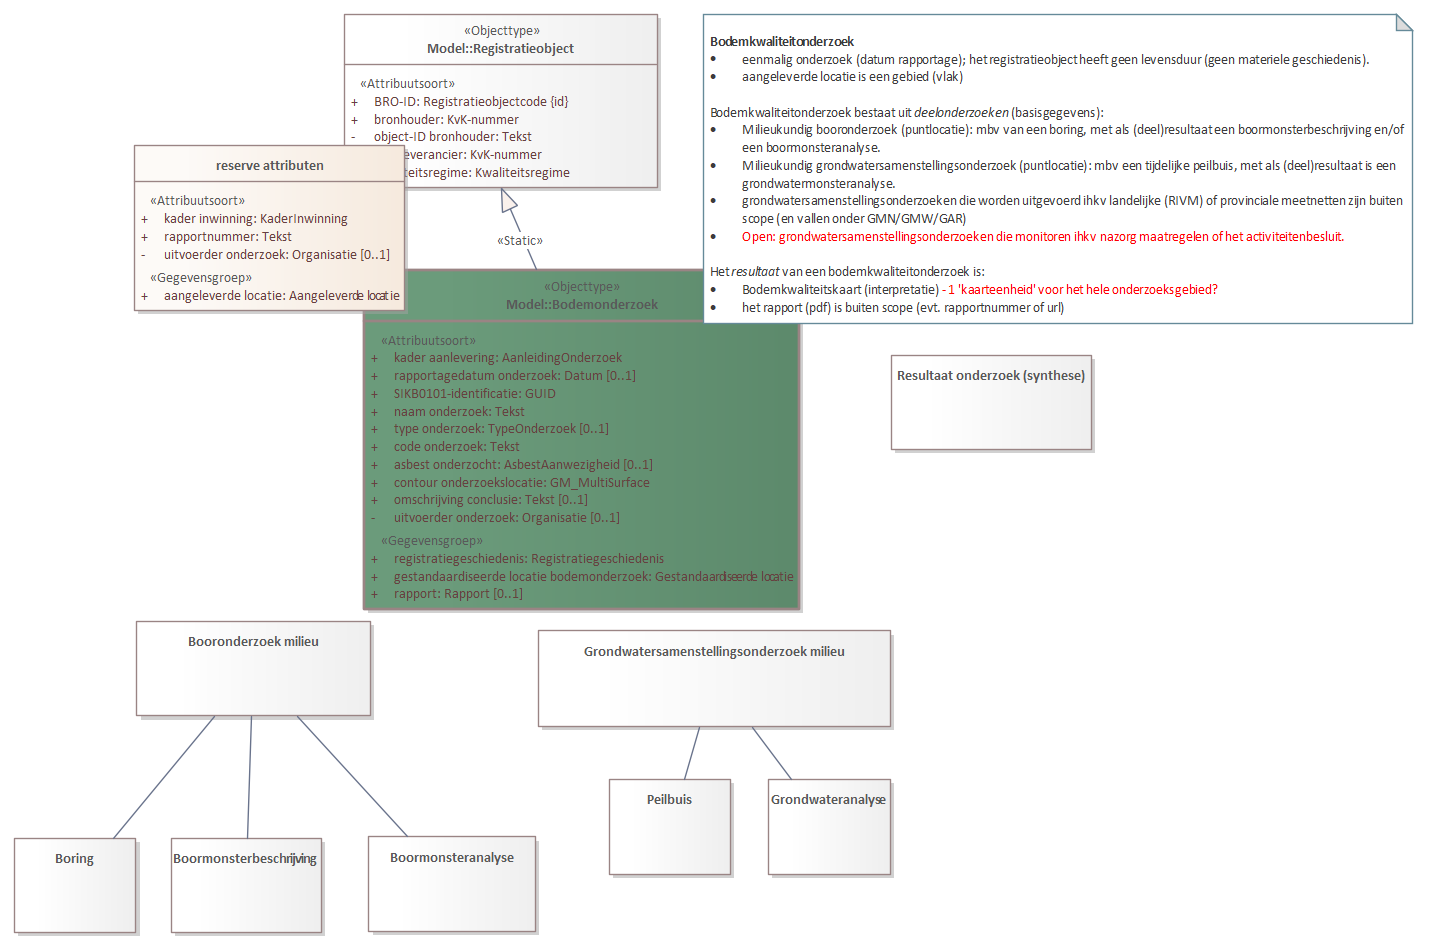 «Objecttype»
Model::Registratieobject
«Attribuutsoort»
+ BRO-ID: Registratieobjectcode {id}
+ bronhouder: KvK-nummer
- object-ID bronhouder: Tekst
everancier: KvK-nummer
teitsregime: Kwaliteitsregime
reserve attributen
«Attribuutsoort»
+ kader inwinning: KaderInwinning
+ rapportnummer: Tekst
- uitvoerder onderzoek: Organisatie [0..1]
«Gegevensgroep»
+ aangeleverde locatie: Aangeleverde locatie
«Static»
Bodemkwaliteitonderzoek
• eenmalig onderzoek (datum rapportage); het registratieobject heeft geen levensduur (geen materiele geschiedenis).
• aangeleverde locatie is een gebied (vlak)
Bodemkwaliteitonderzoek bestaat uit deelonderzoeken (basisgegevens):
• Milieukundig booronderzoek (puntlocatie): mbv van een boring, met als (deel)resultaat een boormonsterbeschrijving en/of
een boormonsteranalyse.
• Milieukundig grondwatersamenstellingsonderzoek (puntlocatie): mbv een tijdelijke peilbuis, met als (deel)resultaat is een
grondwatermonsteranalyse.
• grondwatersamenstellingsonderzoeken die worden uitgevoerd ihkv landelijke (RIVM) of provinciale meetnetten zijn buiten
scope (en vallen onder GMN/GMW/GAR)
• Open: grondwatersamenstellingsonderzoeken die monitoren ihkv nazorg maatregelen of het activiteitenbesluit.
Het resultaat van een bodemkwaliteitonderzoek is:
• Bodemkwaliteitskaart (interpretatie) - 1 'kaarteenheid' voor het hele onderzoeksgebied?
• het rapport (pdf) is buiten scope (evt. rapportnummer of url)
«Objecttype»
Model::Bodemonderzoek
«Attribuutsoort»
+ kader aanlevering: AanleidingOnderzoek
+ rapportagedatum onderzoek: Datum [0..1]
+ SIKB0101-identificatie: GUID
+ naam onderzoek: Tekst
+ type onderzoek: TypeOnderzoek [0..1]
+ code onderzoek: Tekst
+ asbest onderzocht: AsbestAanwezigheid [0..1]
+ contour onderzoekslocatie: GM_MultiSurface
+ omschrijving conclusie: Tekst [0..1]
- uitvoerder onderzoek: Organisatie [0..1]
«Gegevensgroep»
+ registratiegeschiedenis: Registratiegeschiedenis
+ gestandaardiseerde locatie bodemonderzoek: Gestandaardiseerde locatie
+ rapport: Rapport [0..1]
Resultaat onderzoek (synthese)
Booronderzoek milieu
Grondwatersamenstellingsonderzoek milieu
Peilbuis
Grondwateranalyse
Boring
Boormonsterbeschrijving
Boormonsteranalyse